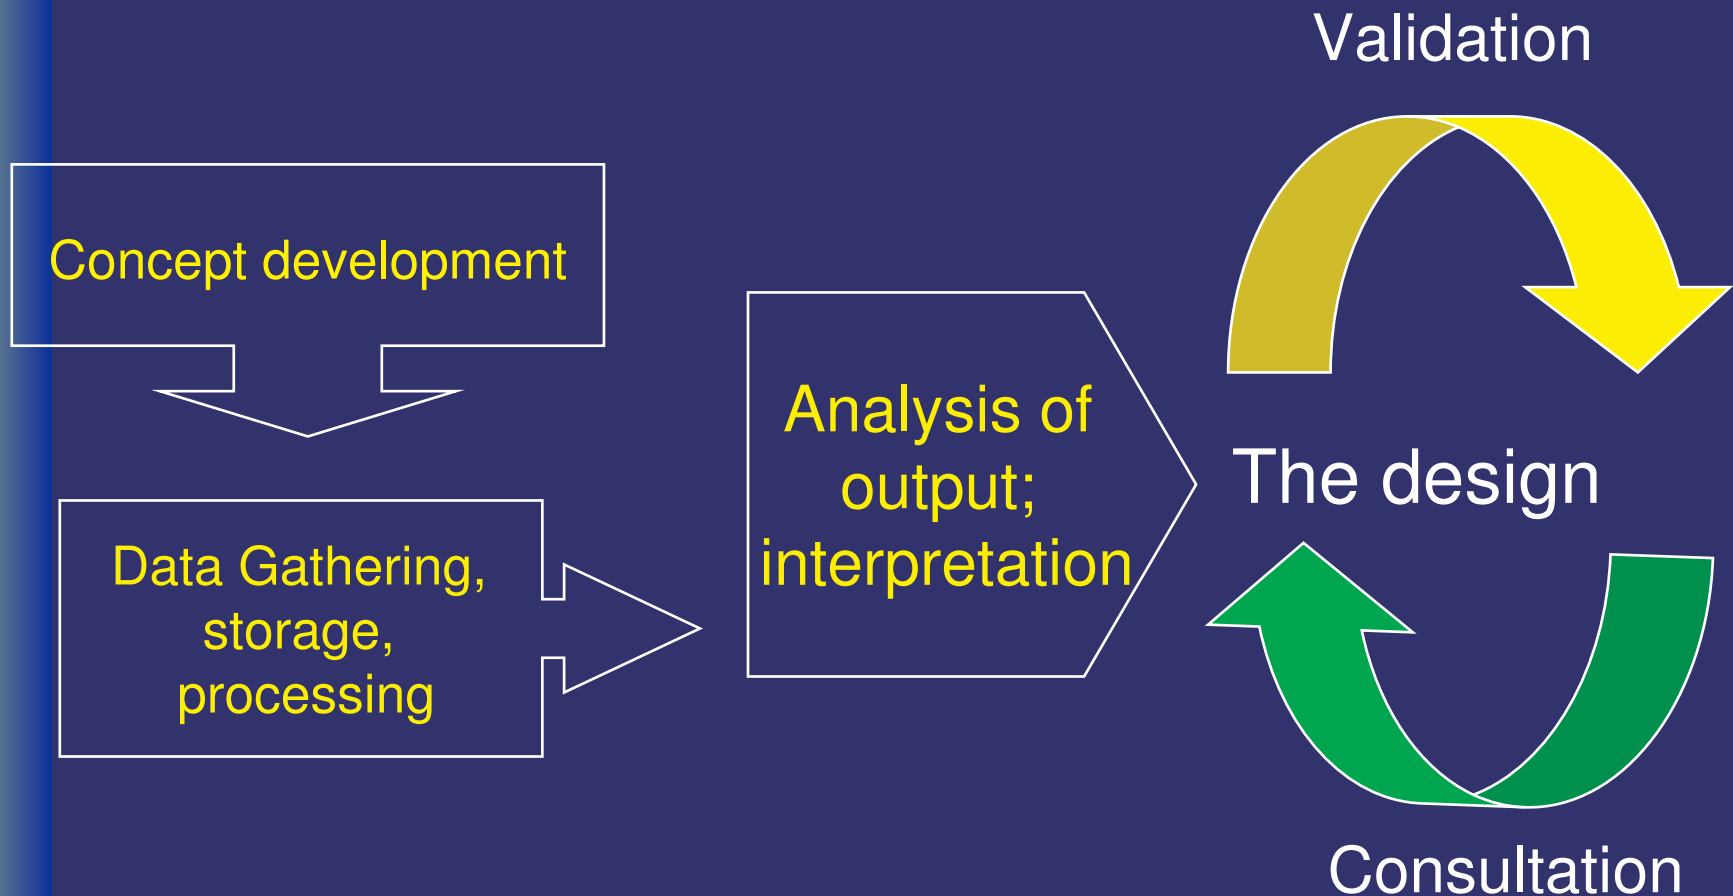 Concept development
Data Gathering,
storage,
processing
Analysis of
output;
interpretation
Validation
The design
Consultation